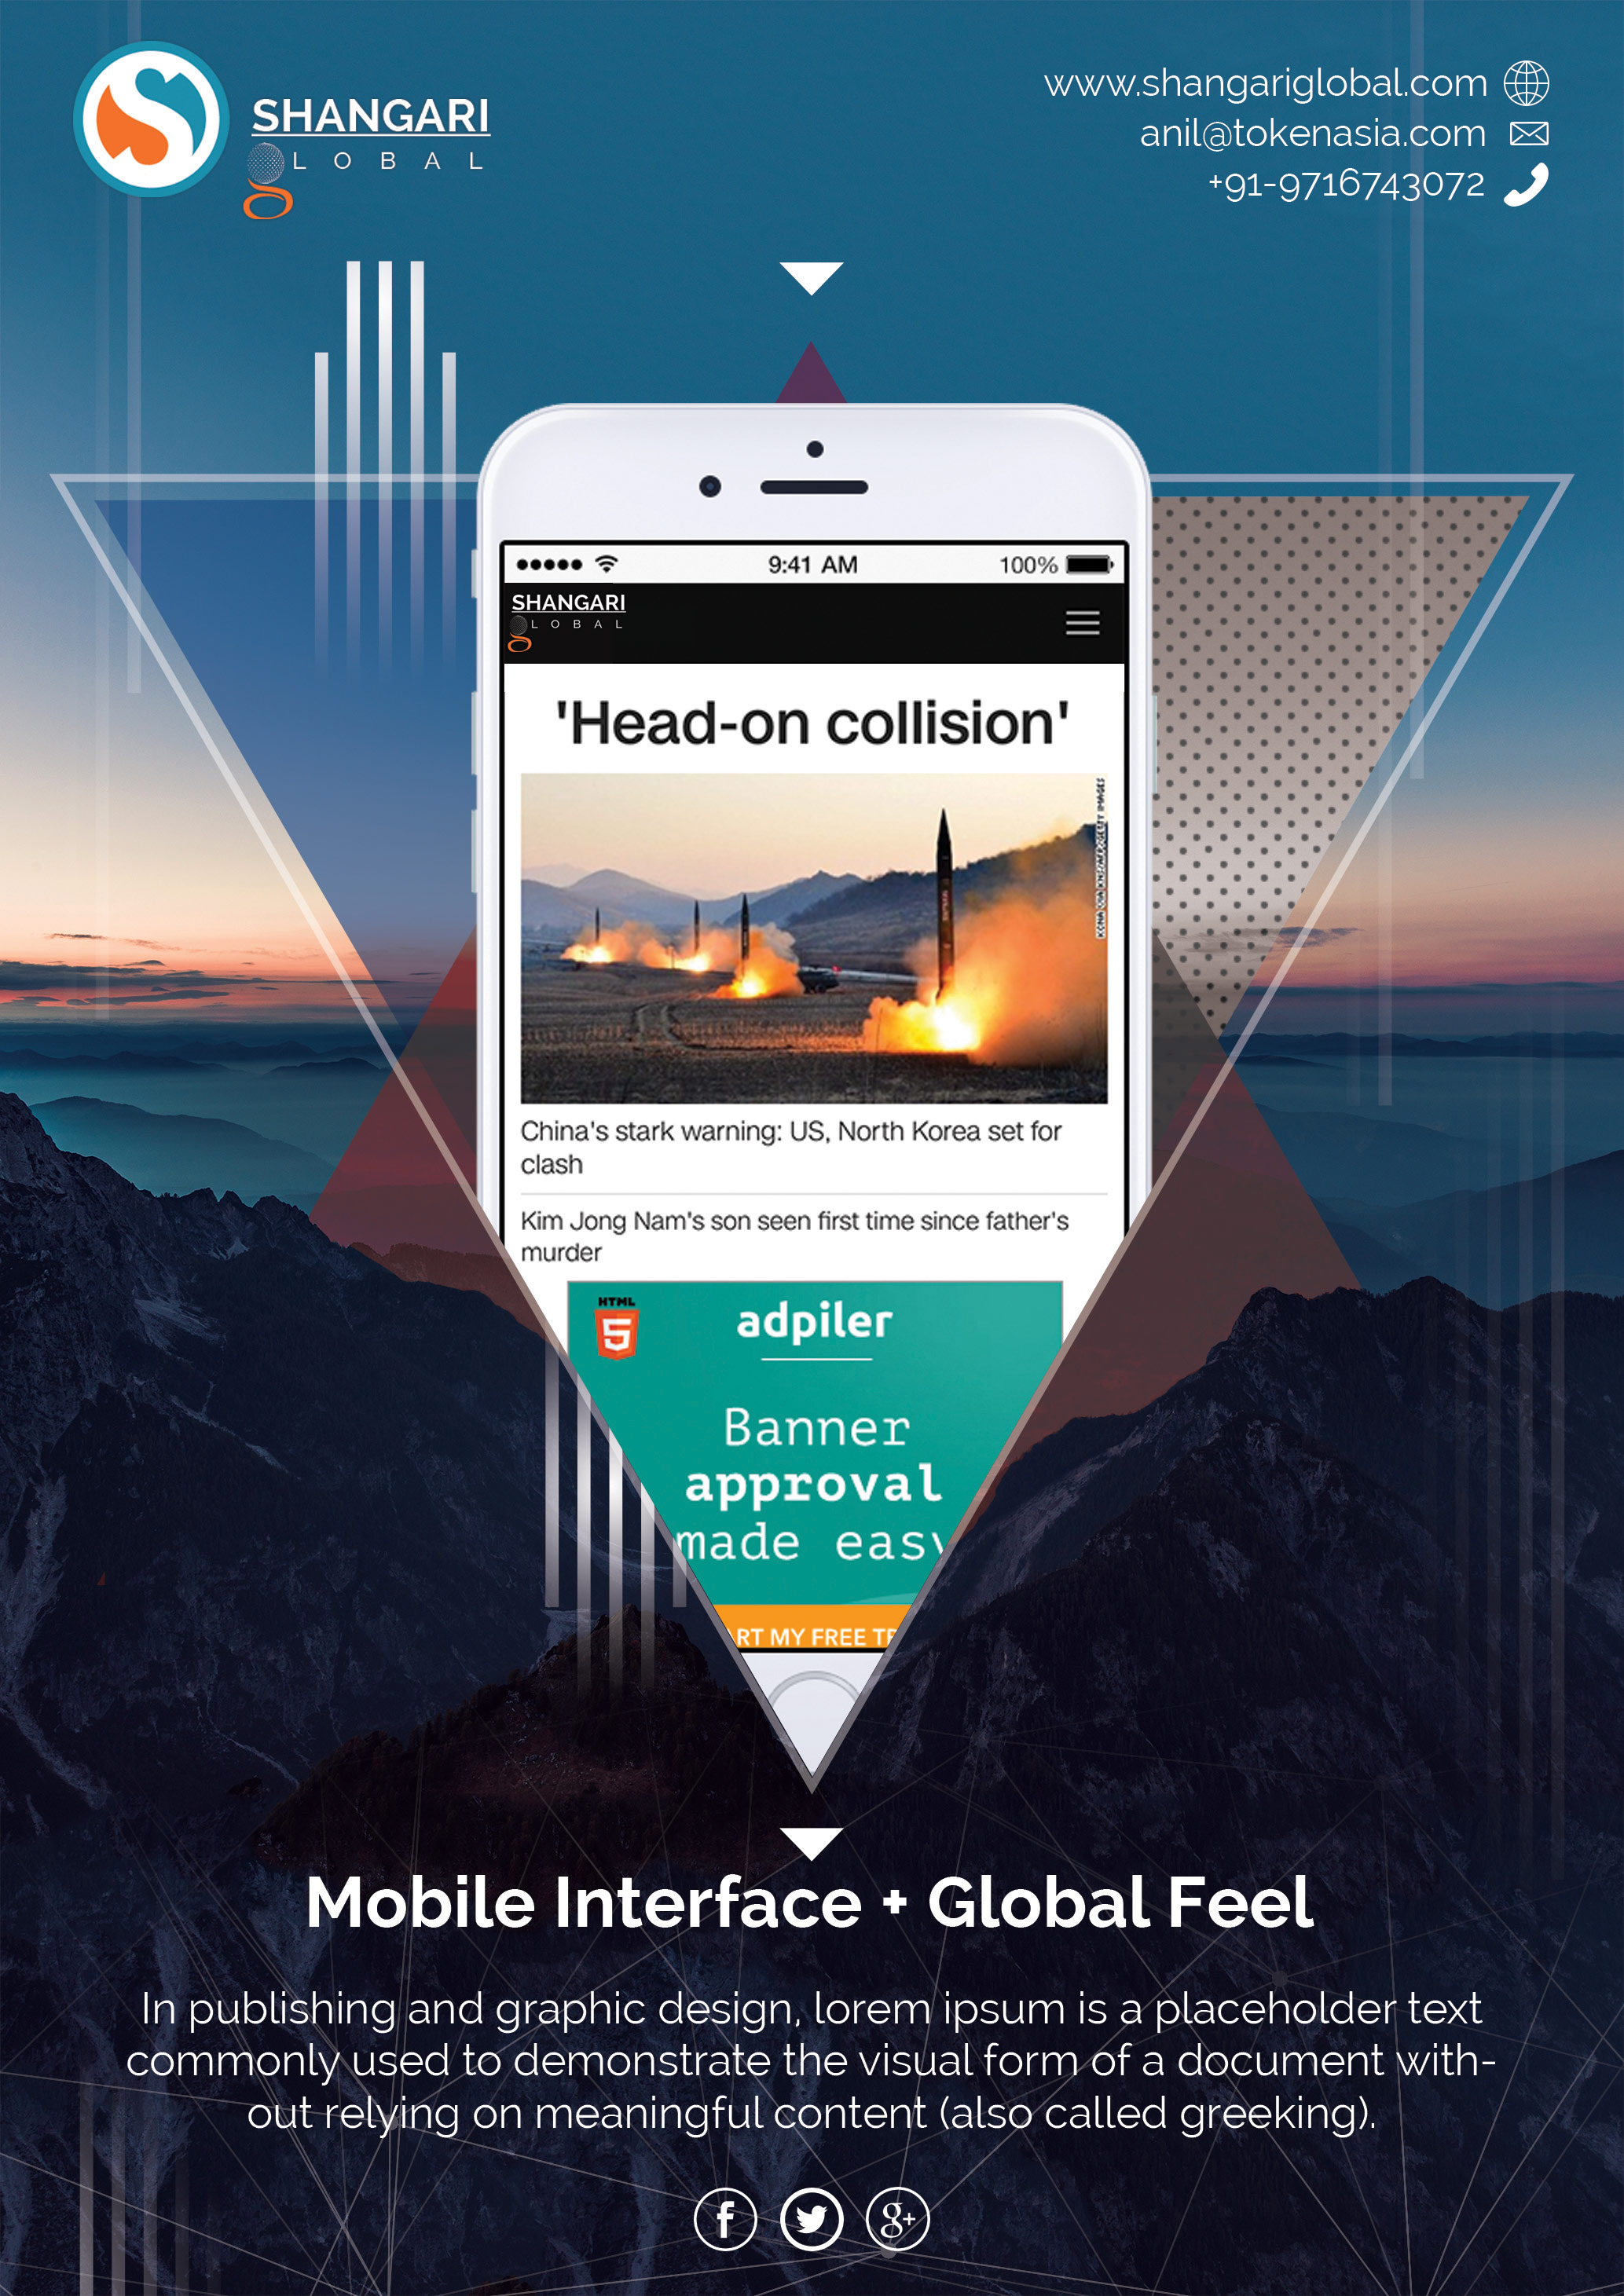 SHANGARI
GLOBAL
www.shangariglobal.com
anil@tokenasia.com
+91-9716743072
9:41 AM 100%
SHANGARI
GLOBAL
'Head-on collision'
China's stark warning: US, North Korea set for
clash
Kim Jong Nam's son seen first time since father's
murder
HTML
5
adpiler
Banner
approval
made easy
ART MY FREE TR
Mobile Interface + Global Feel
In publishing and graphic design, lorem ipsum is a placeholder text
commonly used to demonstrate the visual form of a document with-
out relying on meaningful content (also called greeking).
f
g+